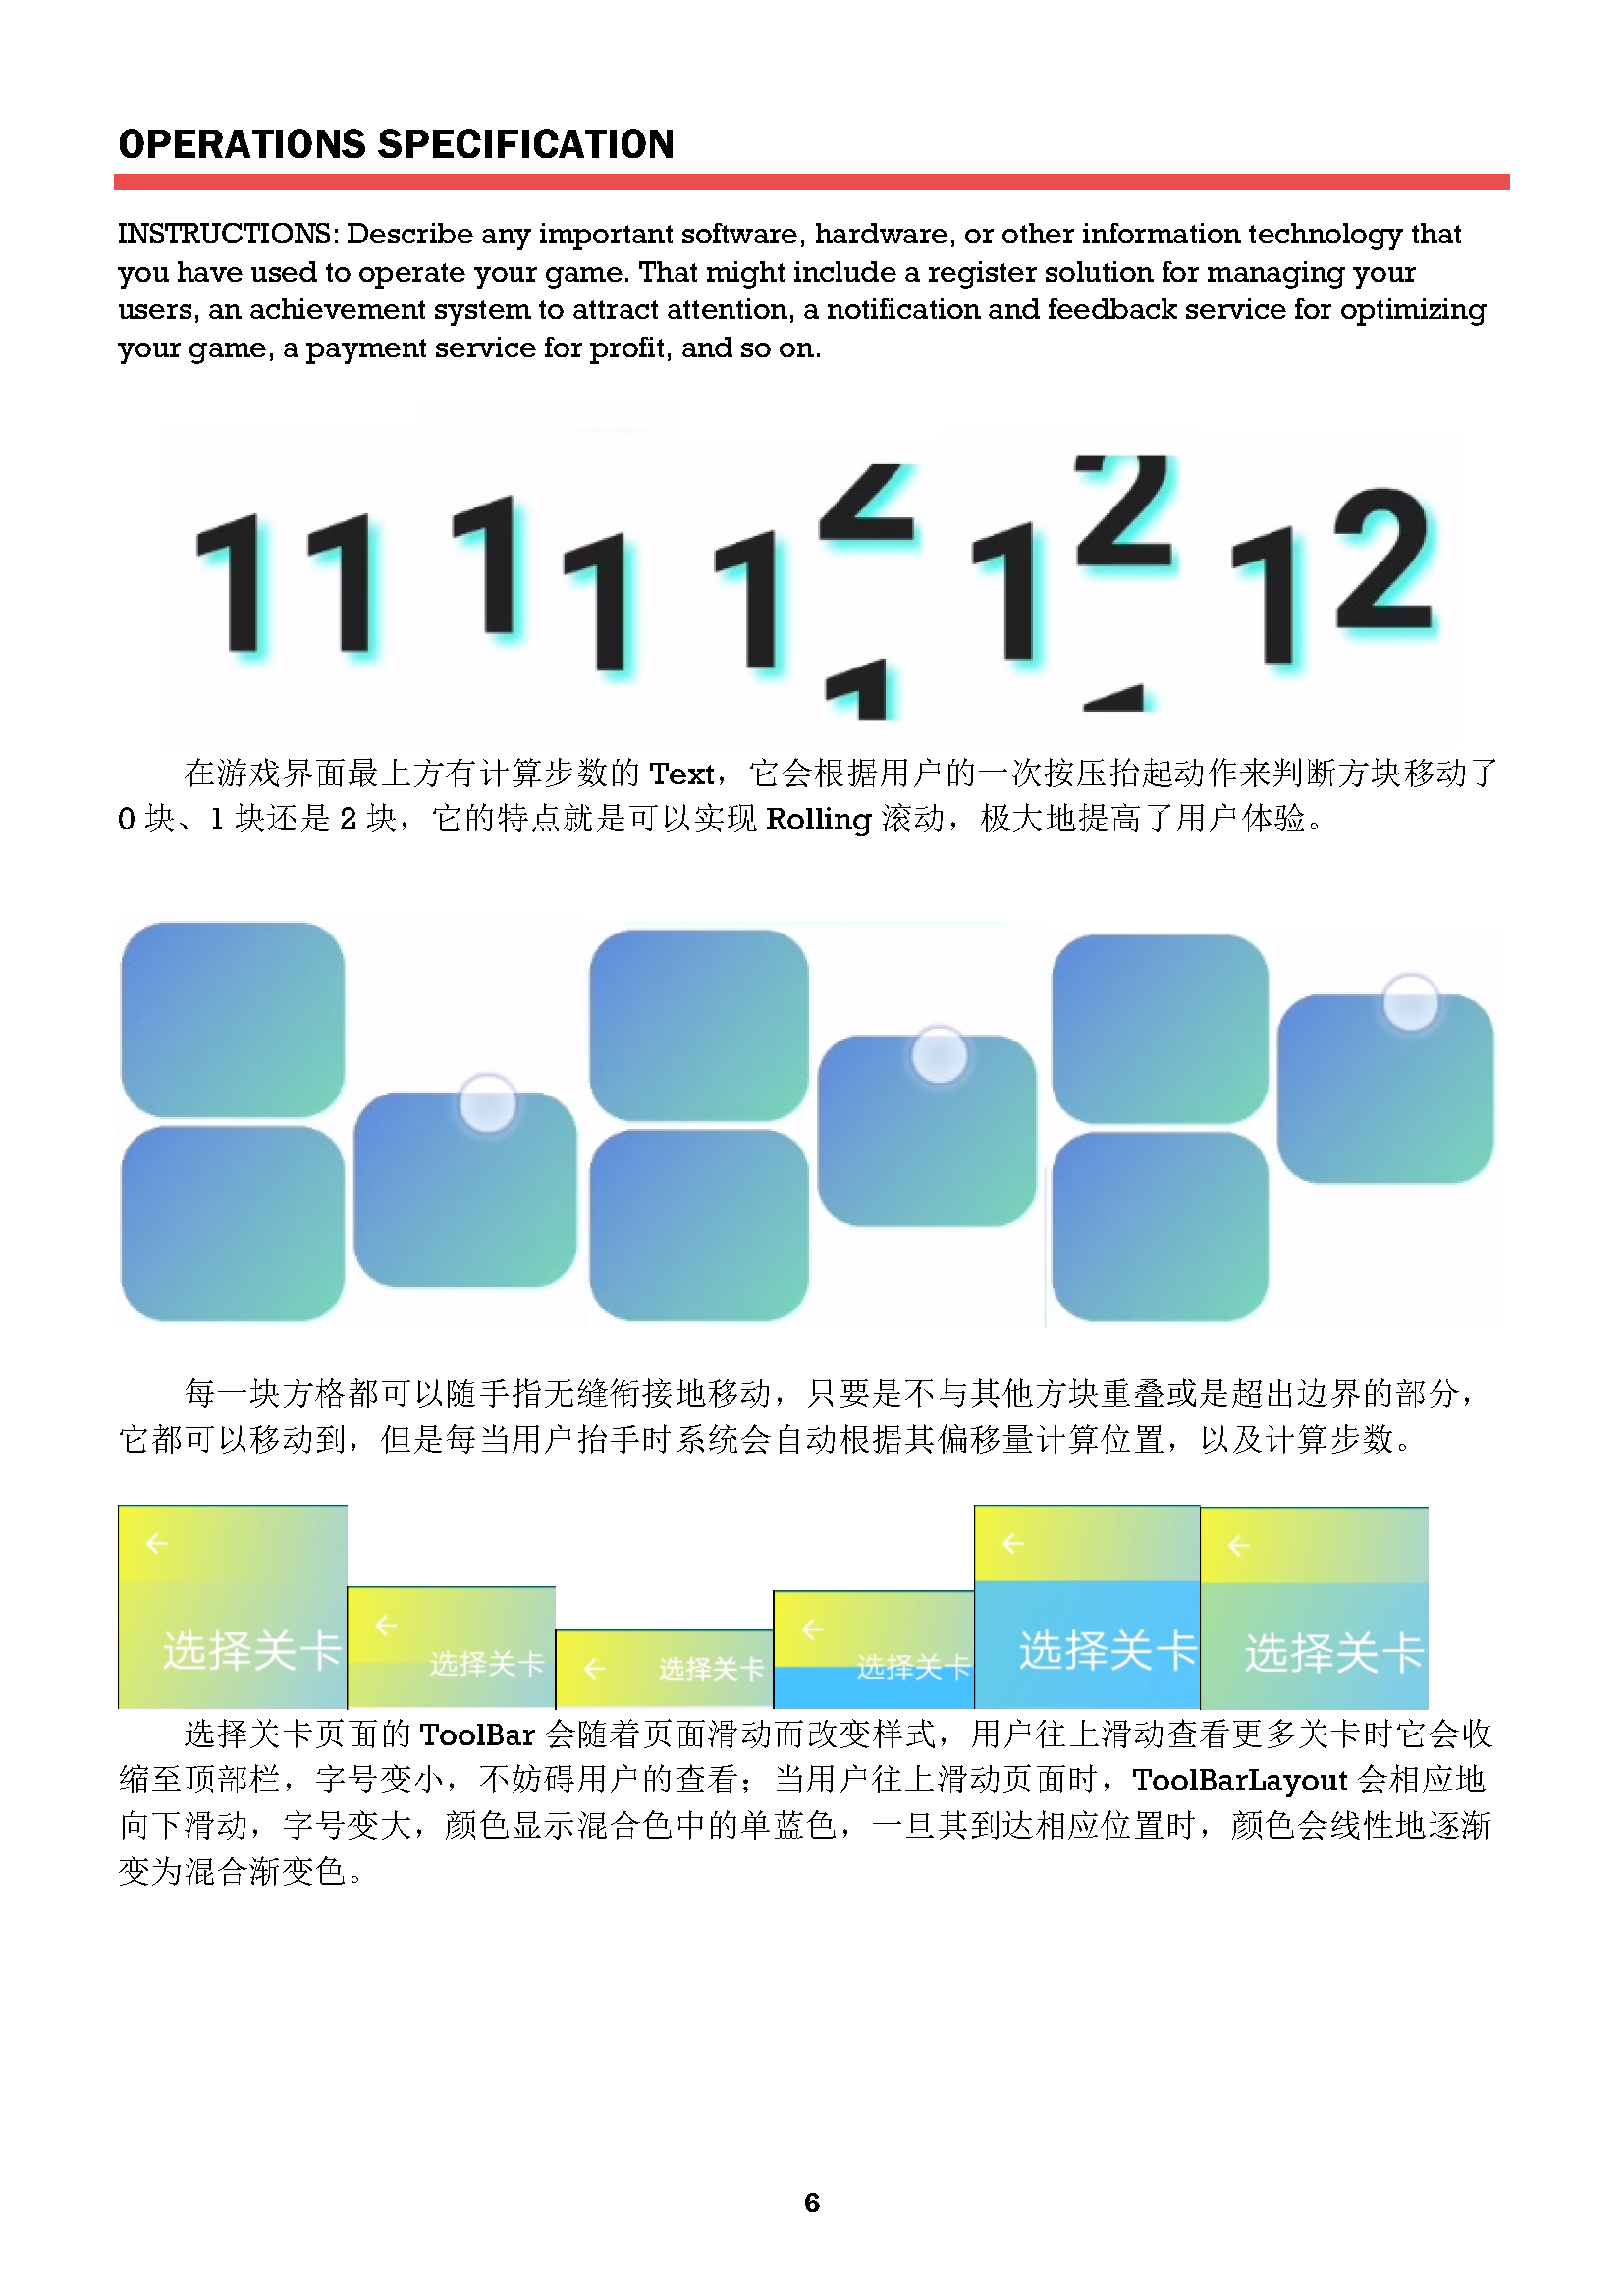 OPERATIONS SPECIFICATION
INSTRUCTIONS: Describe any important software, hardware, or other information technology that
you have used to operate your game. That might include a register solution for managing your
users, an achievement system to attract attention, a notification and feedback service for optimizing
your game, a payment service for profit, and so on.
11 11 12 1 12 1 12
在游戏界面最上方有计算步数的 Text，它会根据用户的一次按压抬起动作来判断方块移动了
0 块、1 块还是 2 块，它的特点就是可以实现 Rolling 滚动，极大地提高了用户体验。
每一块方格都可以随手指无缝衔接地移动，只要是不与其他方块重叠或是超出边界的部分，
它都可以移动到，但是每当用户抬手时系统会自动根据其偏移量计算位置，以及计算步数。
选择关卡 选择关卡 选择关卡 选择关卡 选择关卡 选择关卡
选择关卡页面的 ToolBar 会随着页面滑动而改变样式，用户往上滑动查看更多关卡时它会收
缩至顶部栏，字号变小，不妨碍用户的查看；当用户往上滑动页面时，ToolBarLayout 会相应地
向下滑动，字号变大，颜色显示混合色中的单蓝色，一旦其到达相应位置时，颜色会线性地逐渐
变为混合渐变色。
6